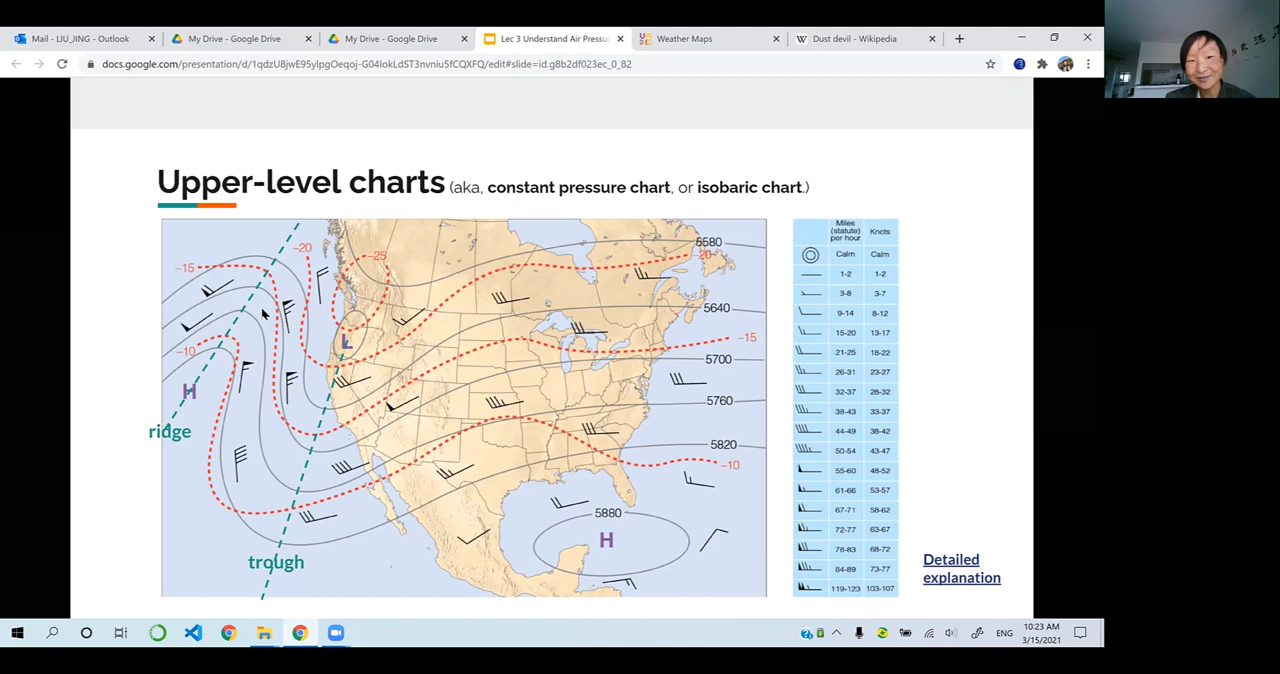 Mail - LIU_JING - Outlook
My Drive - Google Drive
My Drive - Google Drive
Lec 3 Understand Air Pressu
Weather Maps
Dust devil - Wikipedia
docs.google.com/presentation/d/1qdzU8jwE95ylpgOeqoj-G04lokLdST3nvniu5fCQXFQ/edit#slide=id.g8b2df023ec_0_82
Upper-level charts (aka, constant pressure chart, or isobaric chart.)
-20
-25
-15
-10
L
H
ridge
trough
5580
-20
5640
-15
5700
5760
5820
-10
5880
H
Miles (statute) per hour Knots
Calm Calm
1-2 1-2
3-8 3-7
9-14 8-12
15-20 13-17
21-25 18-22
26-31 23-27
32-37 28-32
38-43 33-37
44-49 38-42
50-54 43-47
55-60 48-52
61-66 53-57
67-71 58-62
72-77 63-67
78-83 68-72
84-89 73-77
119-123 103-107
Detailed
explanation
ENG
10:23 AM
3/15/2021